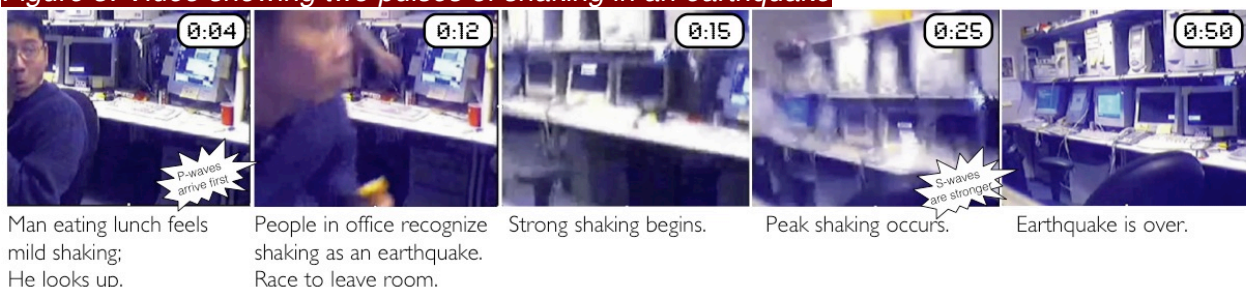 Figure 3. Video showing two pulses of shaking in an earthquake
0:04
0:12
0:15
0:25
0:50
P-waves
arrive first
S-waves
are stronger
Man eating lunch feels
mild shaking;
He looks up.
People in office recognize
shaking as an earthquake.
Race to leave room.
Strong shaking begins.
Peak shaking occurs.
Earthquake is over.